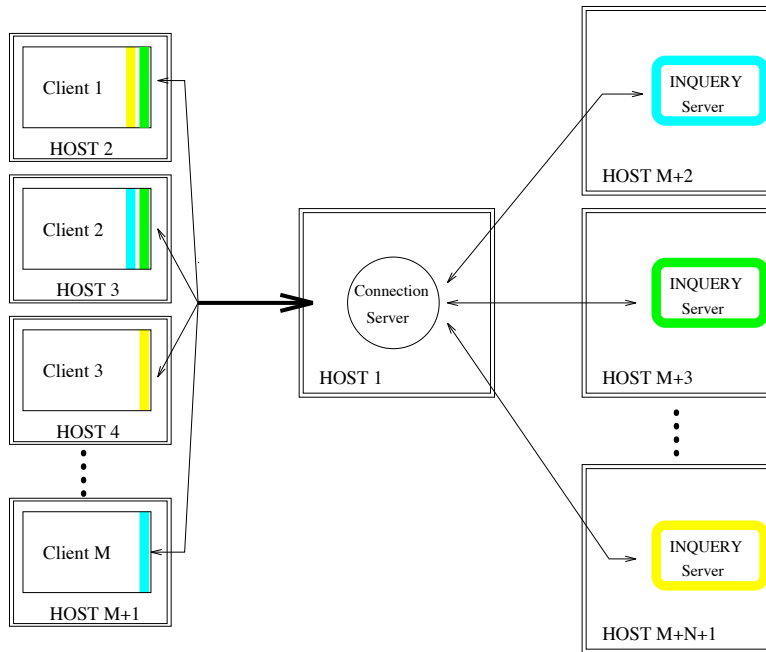 Client 1
HOST 2
Client 2
HOST 3
Client 3
HOST 4
Client M
HOST M+1
Connection
Server
HOST 1
INQUERY
Server
HOST M+2
INQUERY
Server
HOST M+3
INQUERY
Server
HOST M+N+1